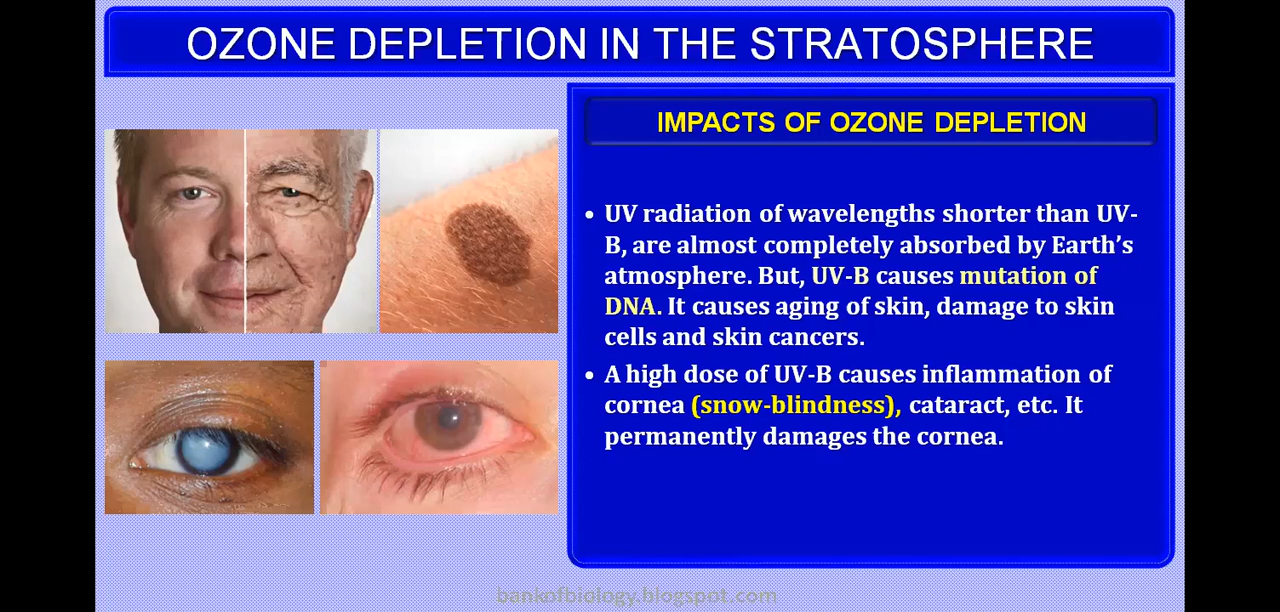 OZONE DEPLETION IN THE STRATOSPHERE
IMPACTS OF OZONE DEPLETION
• UV radiation of wavelengths shorter than UV-
B, are almost completely absorbed by Earth’s
atmosphere. But, UV-B causes mutation of
DNA. It causes aging of skin, damage to skin
cells and skin cancers.
• A high dose of UV-B causes inflammation of
cornea (snow-blindness), cataract, etc. It
permanently damages the cornea.
bankofbiology.blogspot.com